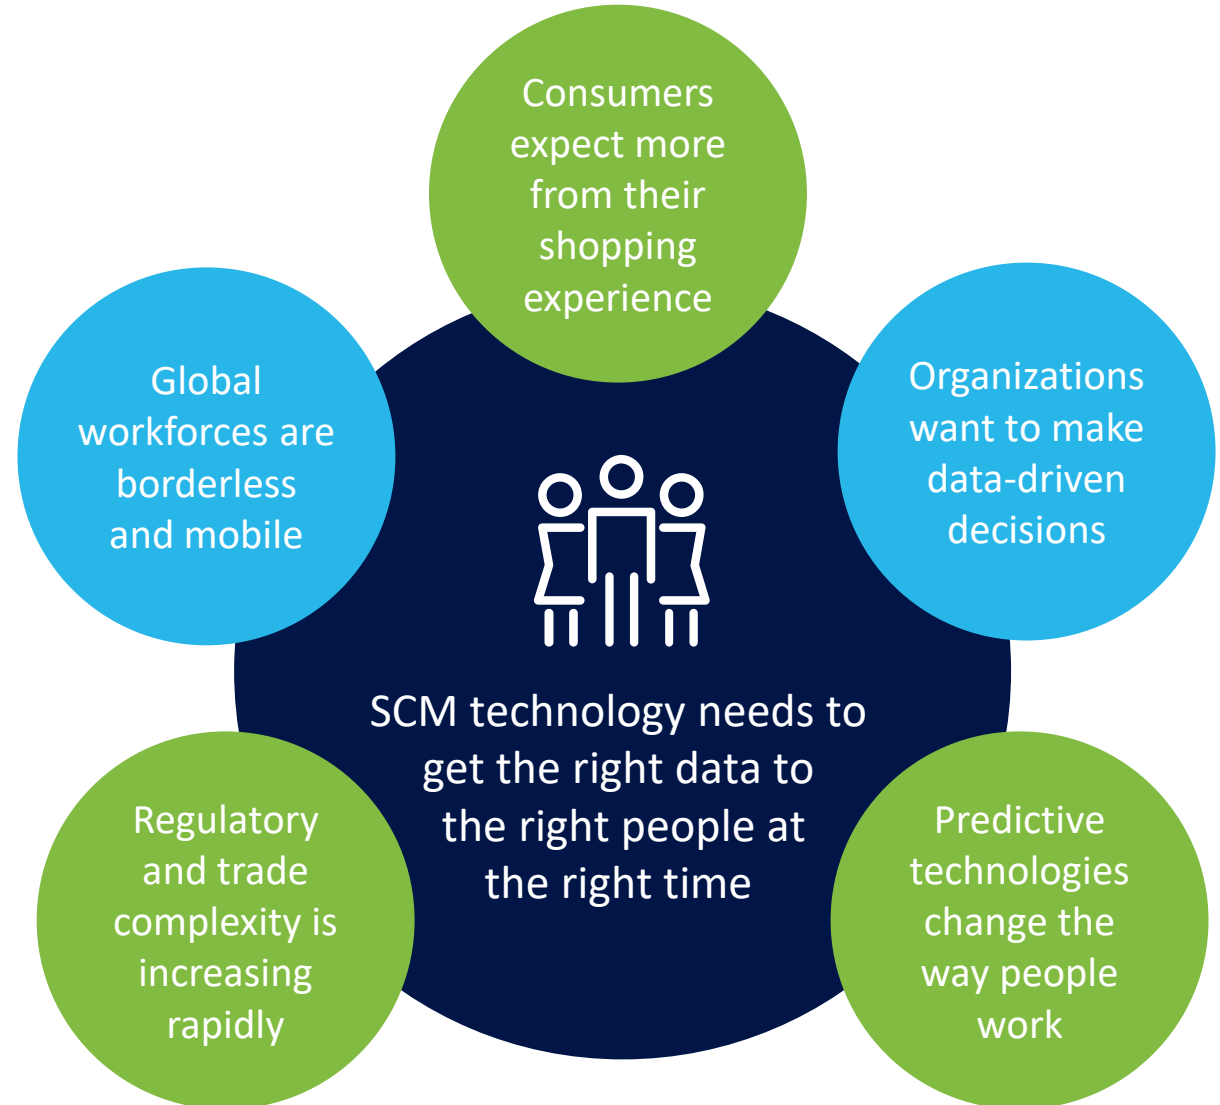 Consumers
expect more
from their
shopping
experience
Global
workforces are
borderless
and mobile
Organizations
want to make
data-driven
decisions
SCM technology needs to
get the right data to
the right people at
the right time
Regulatory
and trade
complexity is
increasing
rapidly
Predictive
technologies
change the
way people
work